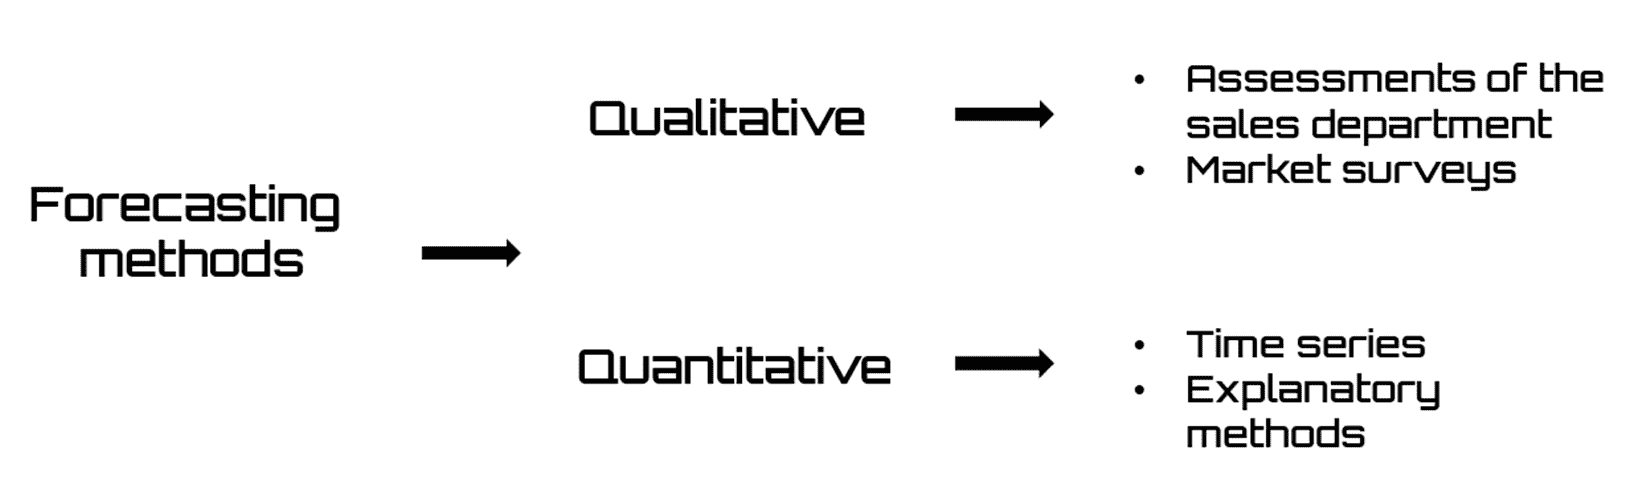 Forecasting
methods
Qualitative
• Assessments of the
sales department
• Market surveys
Quantitative
• Time series
• Explanatory
methods